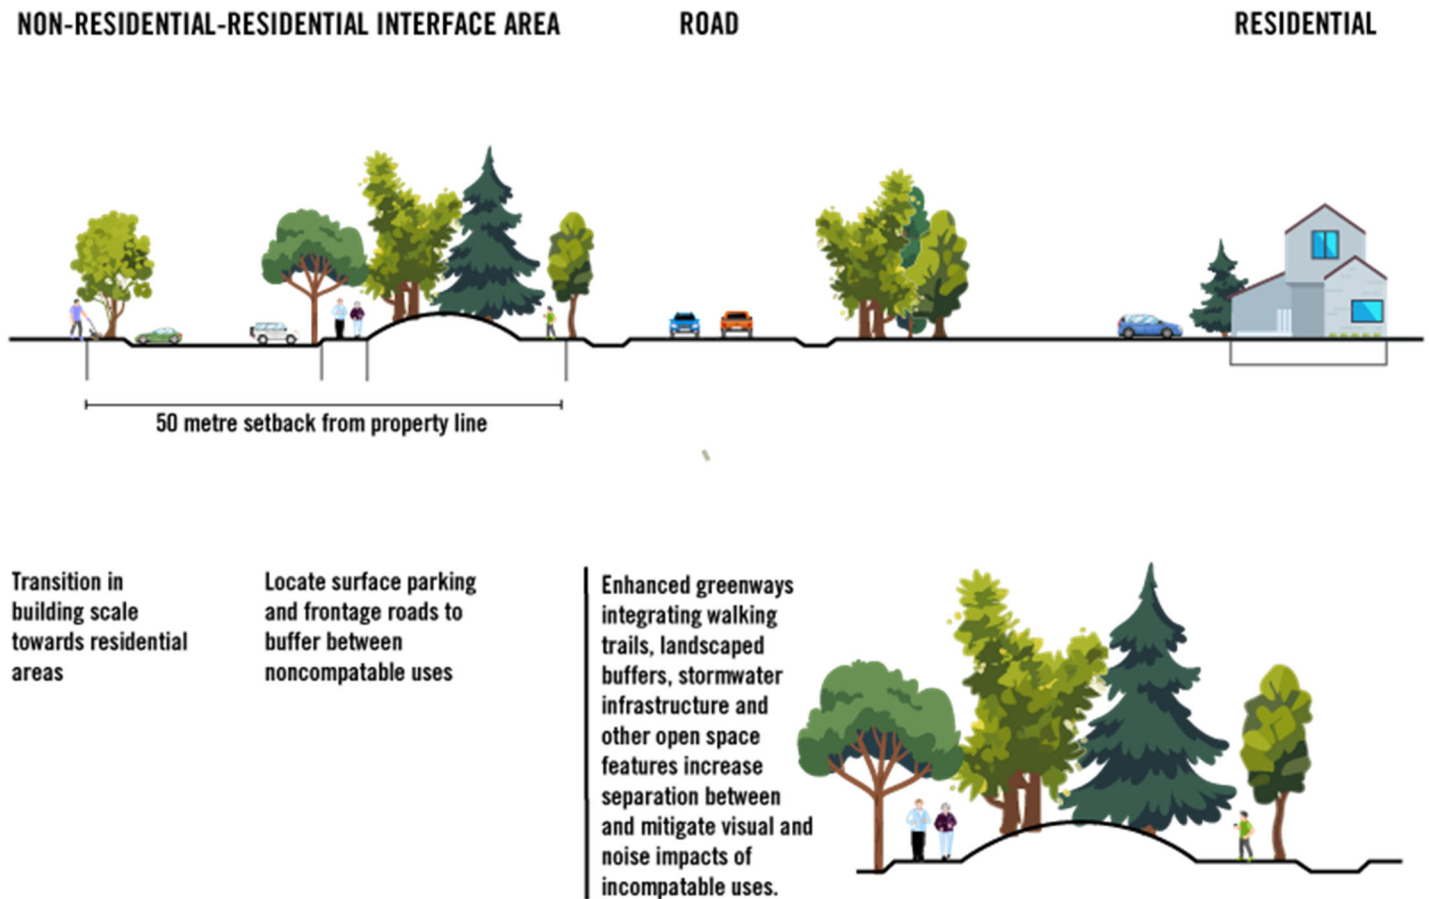 NON-RESIDENTIAL-RESIDENTIAL INTERFACE AREA
ROAD
RESIDENTIAL
50 metre setback from property line
Transition in
building scale
towards residential
areas
Locate surface parking
and frontage roads to
buffer between
noncompatable uses
Enhanced greenways
integrating walking
trails, landscaped
buffers, stormwater
infrastructure and
other open space
features increase
separation between
and mitigate visual and
noise impacts of
incompatable uses.